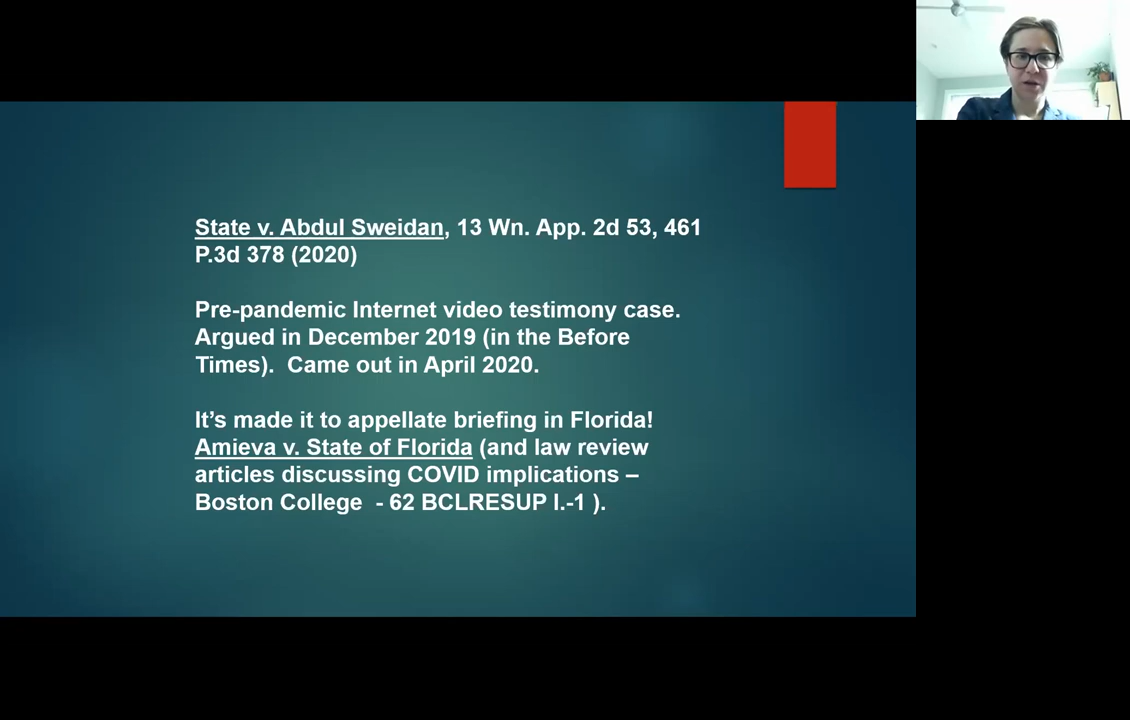 State v. Abdul Sweidan, 13 Wn. App. 2d 53, 461
P.3d 378 (2020)
Pre-pandemic Internet video testimony case.
Argued in December 2019 (in the Before
Times).  Came out in April 2020.
It’s made it to appellate briefing in Florida!
Amieva v. State of Florida (and law review
articles discussing COVID implications –
Boston College  - 62 BCLRESUP I.-1 ).